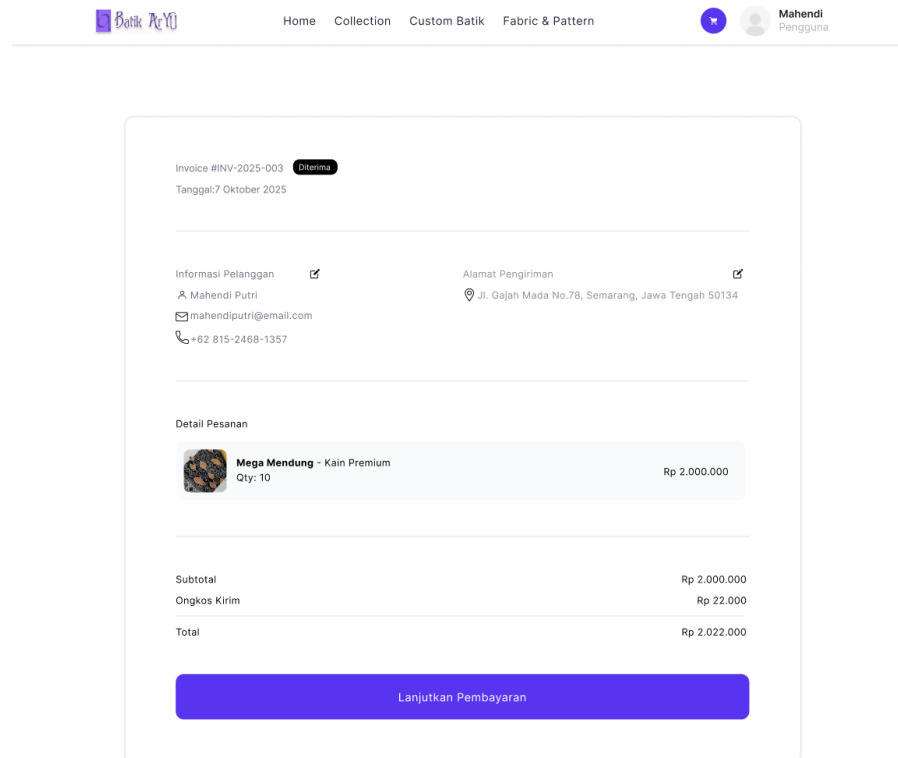 Batik ArYO
Home Collection Custom Batik Fabric & Pattern
Mahendi
Pengguna
Invoice #INV-2025-003 Diterima
Tanggal:7 Oktober 2025
Informasi Pelanggan
Mahendi Putri
mahendiputri@email.com
+62 815-2468-1357
Alamat Pengiriman
Jl. Gajah Mada No.78, Semarang, Jawa Tengah 50134
Detail Pesanan
Mega Mendung - Kain Premium
Qty: 10
Rp 2.000.000
Subtotal Rp 2.000.000
Ongkos Kirim Rp 22.000
Total Rp 2.022.000
Lanjutkan Pembayaran